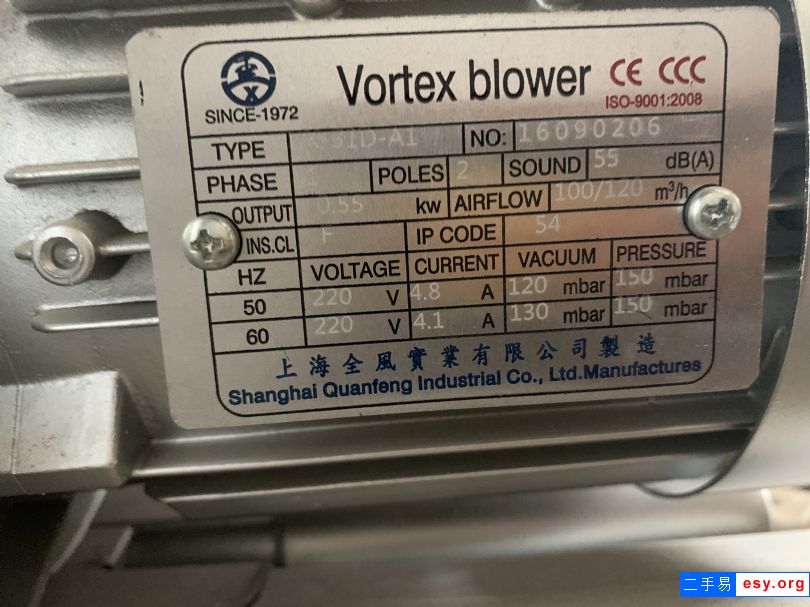 Vortex blower CE CCC
SINCE-1972 ISO-9001:2008
TYPE 31D-A1 NO: 16090206
PHASE POLES 2 SOUND 55 dB(A)
OUTPUT 0.55 kw AIRFLOW 100/120 m³/h
INS.CL F IP CODE 54
HZ VOLTAGE CURRENT VACUUM PRESSURE
50 220 V 4.8 A 120 mbar 150 mbar
60 220 V 4.1 A 130 mbar 150 mbar
上海全風實業有限公司製造
Shanghai Quanfeng Industrial Co., Ltd.Manufactures
二手易 esy.org